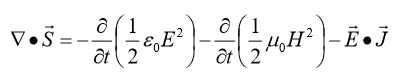 ∇ • S⃗ = −∂/∂t (1/2 ε₀E²) − ∂/∂t (1/2 μ₀H²) − E⃗ • J⃗